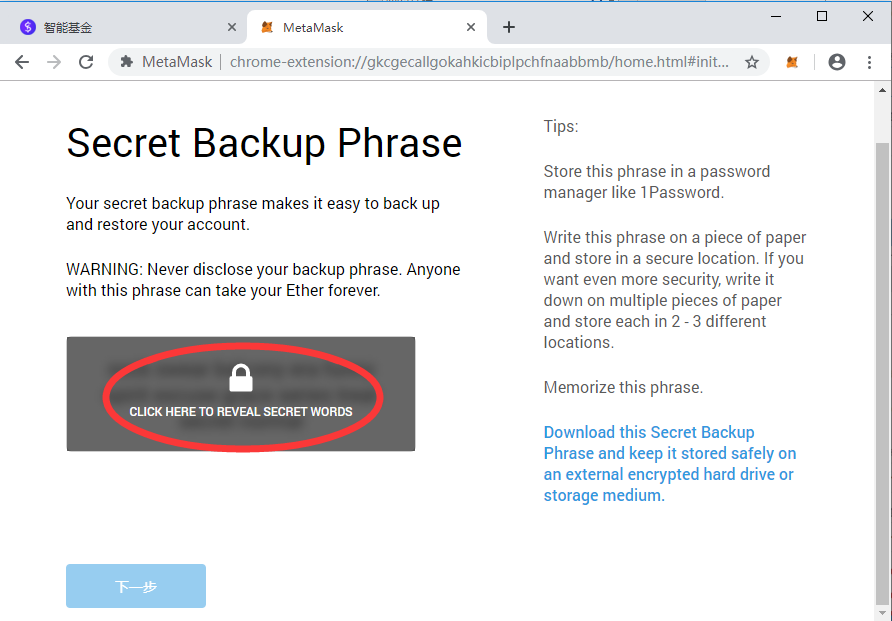 智能基金
MetaMask
MetaMask
chrome-extension://gkcgecallgokahkicbiplpchfnaabbmb/home.html#init...
Secret Backup Phrase
Your secret backup phrase makes it easy to back up
and restore your account.
WARNING: Never disclose your backup phrase. Anyone
with this phrase can take your Ether forever.
CLICK HERE TO REVEAL SECRET WORDS
下一步
Tips:
Store this phrase in a password
manager like 1Password.
Write this phrase on a piece of paper
and store in a secure location. If you
want even more security, write it
down on multiple pieces of paper
and store each in 2 - 3 different
locations.
Memorize this phrase.
Download this Secret Backup
Phrase and keep it stored safely on
an external encrypted hard drive or
storage medium.